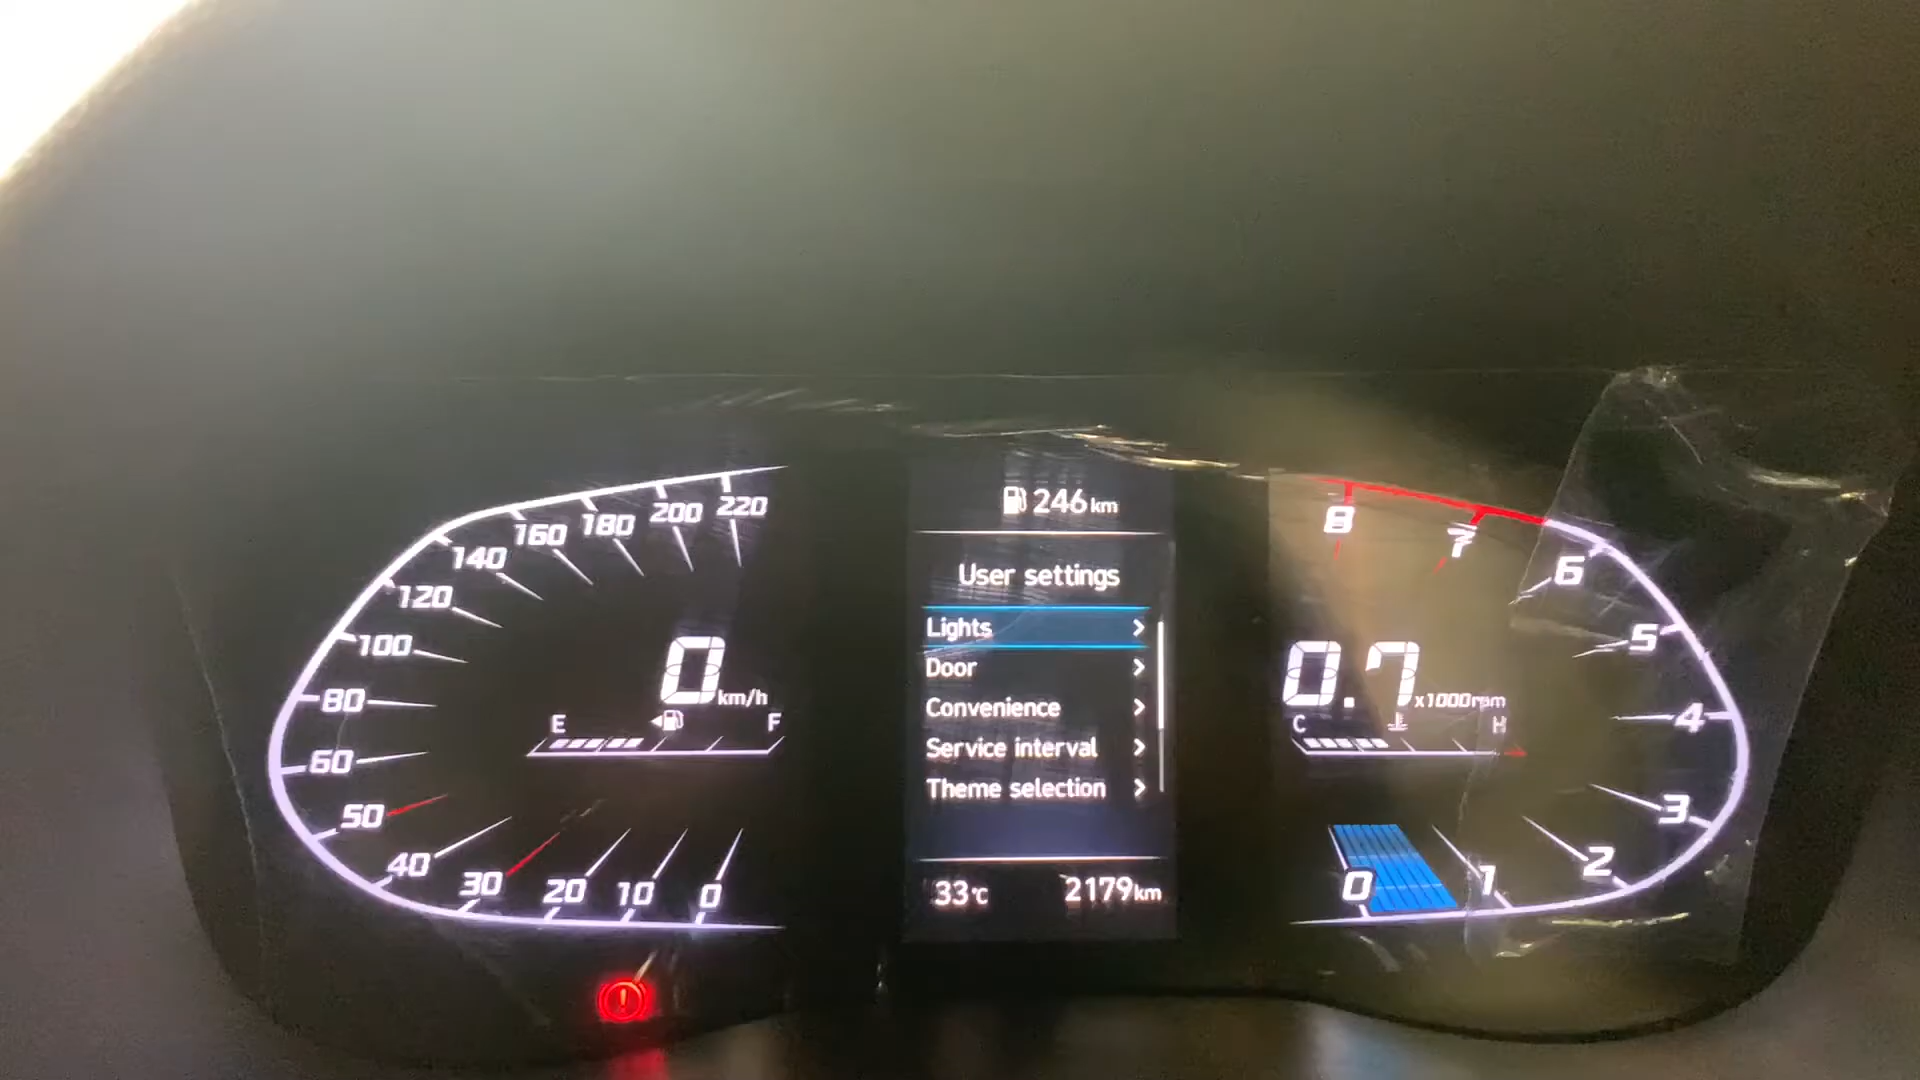 246 km
User settings
Lights
Door
Convenience
Service interval
Theme selection
33°C
2179km
220
200
180
160
140
120
100
80
60
50
40
30
20
10
0
0 km/h
E
F
8
7
6
5
4
3
2
1
0
0.7 x1000rpm
C
H